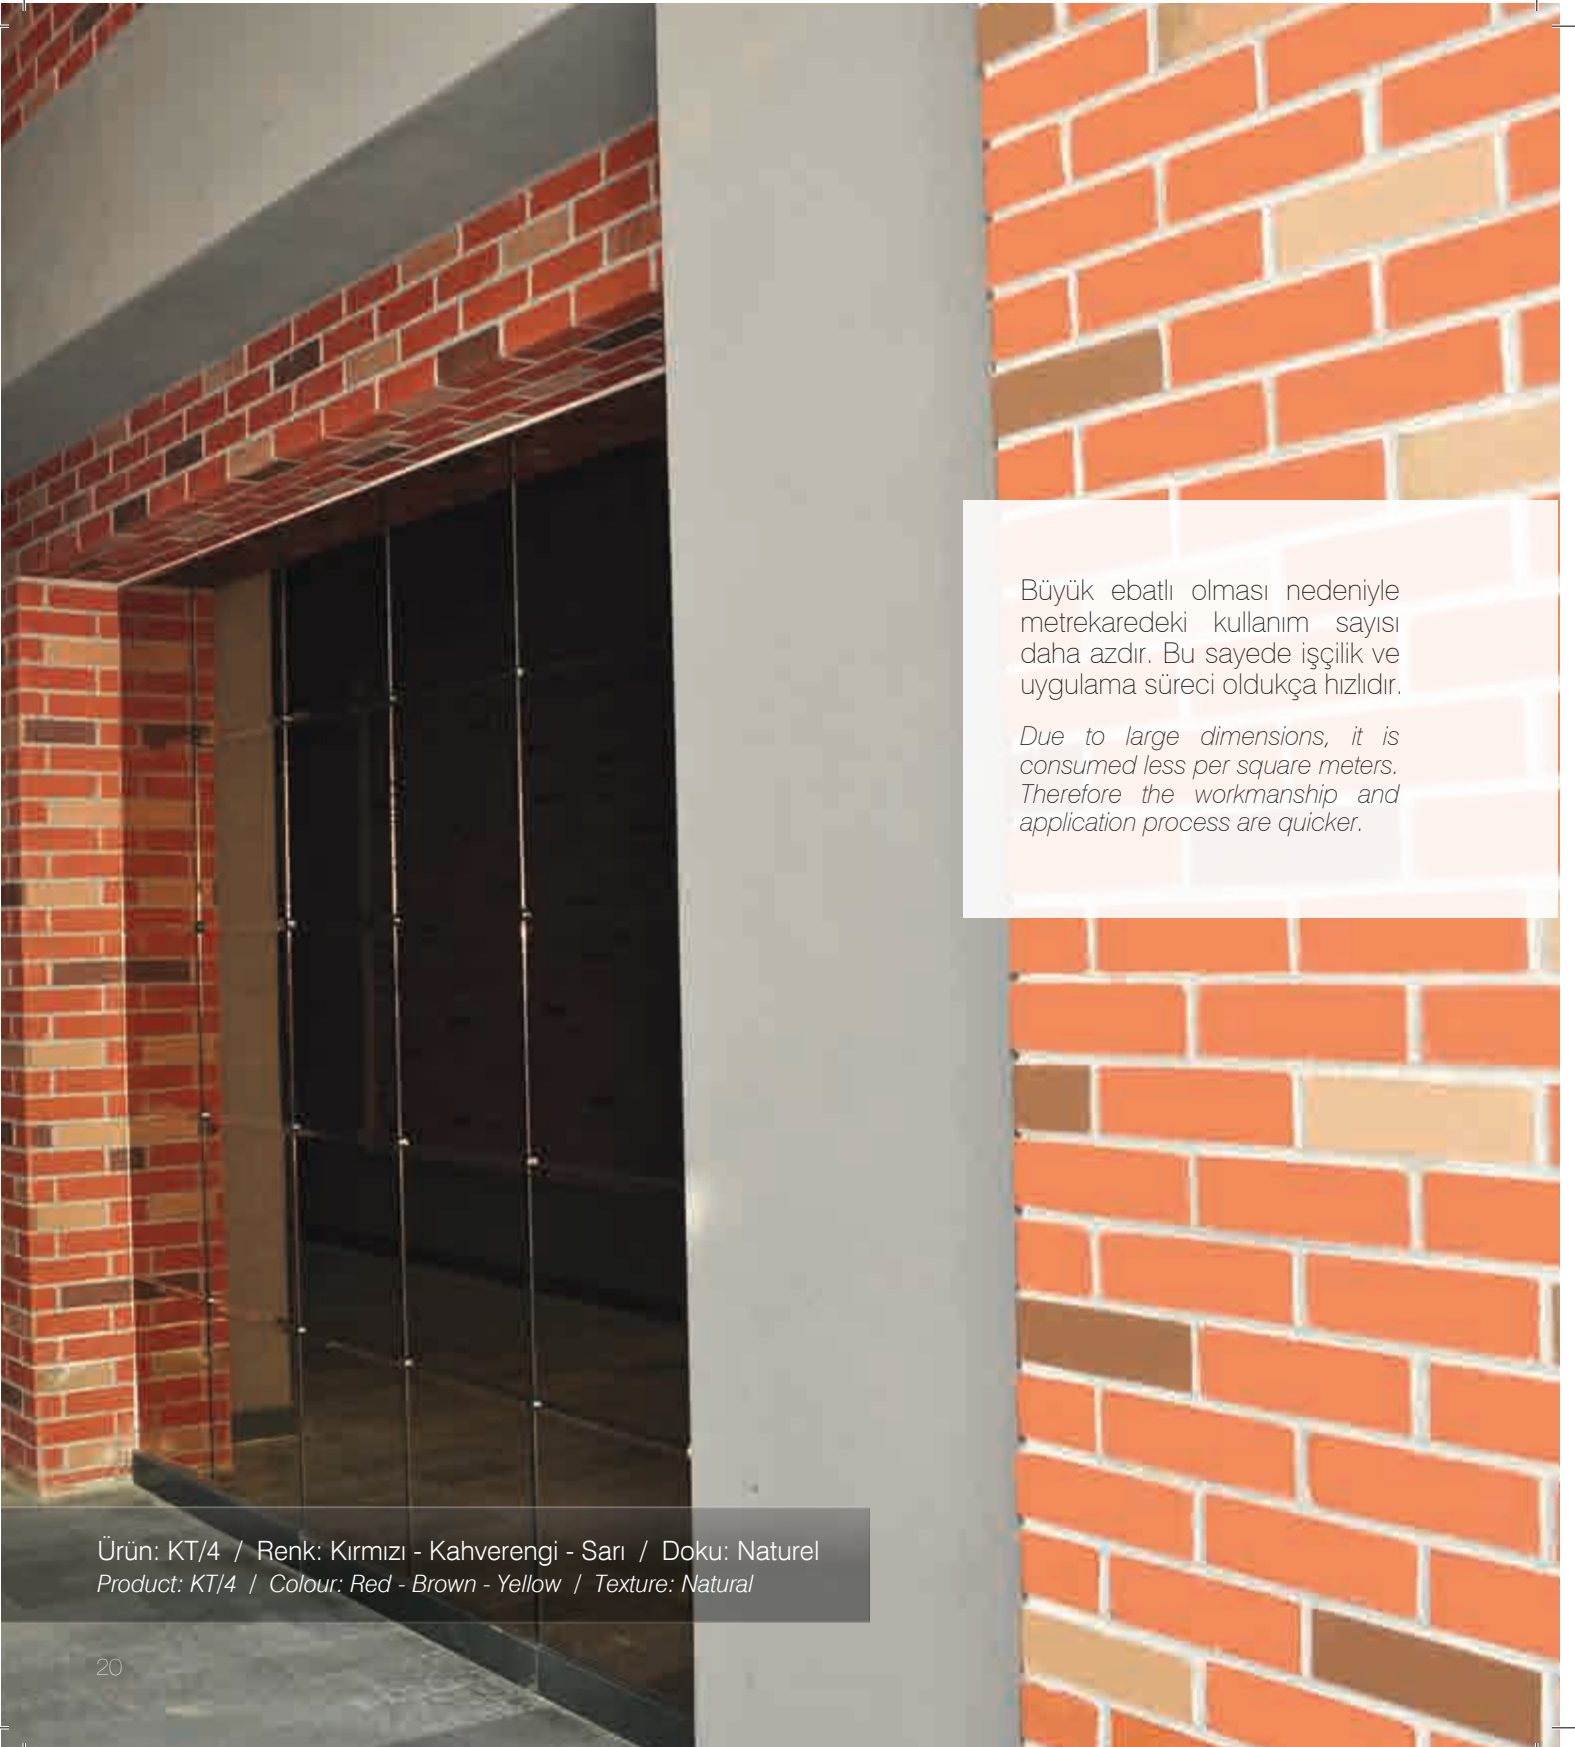 Büyük ebatlı olması nedeniyle
metrekaredeki kullanım sayısı
daha azdır. Bu sayede işçilik ve
uygulama süreci oldukça hızlıdır.
Due to large dimensions, it is
consumed less per square meters.
Therefore the workmanship and
application process are quicker.
Ürün: KT/4 / Renk: Kırmızı - Kahverengi - Sarı / Doku: Naturel
Product: KT/4 / Colour: Red - Brown - Yellow / Texture: Natural
20